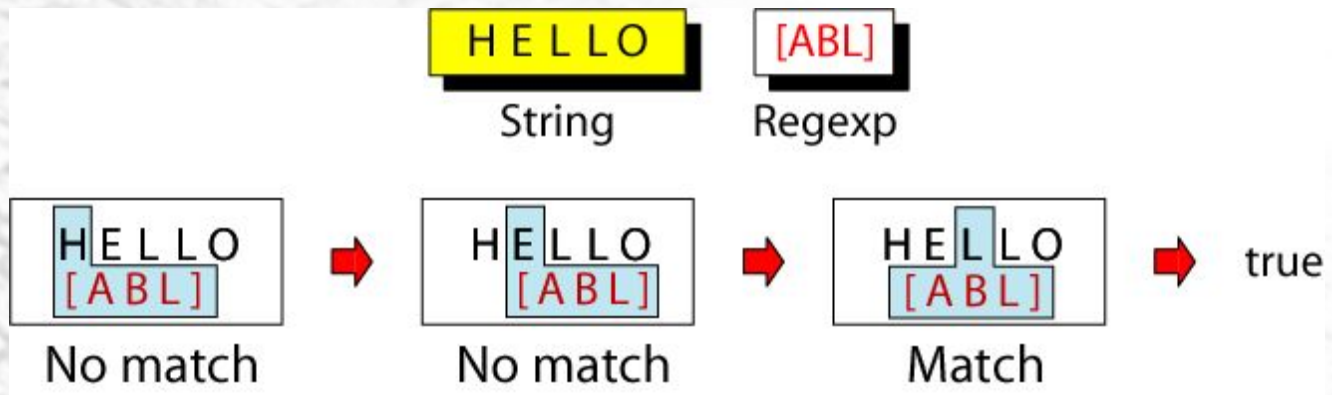 HELLO [ABL]
String Regexp
HELLO HELLO HELLO true
[ABL] [ABL] [ABL]
No match No match Match